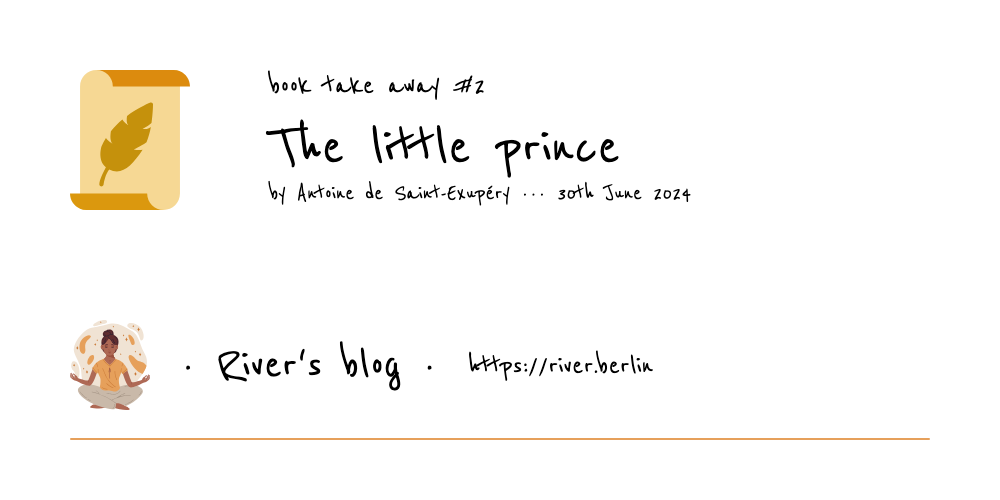 book take away #2
The little prince
by Antoine de Saint-Exupéry ··· 30th June 2024
· River's blog · https://river.berlin